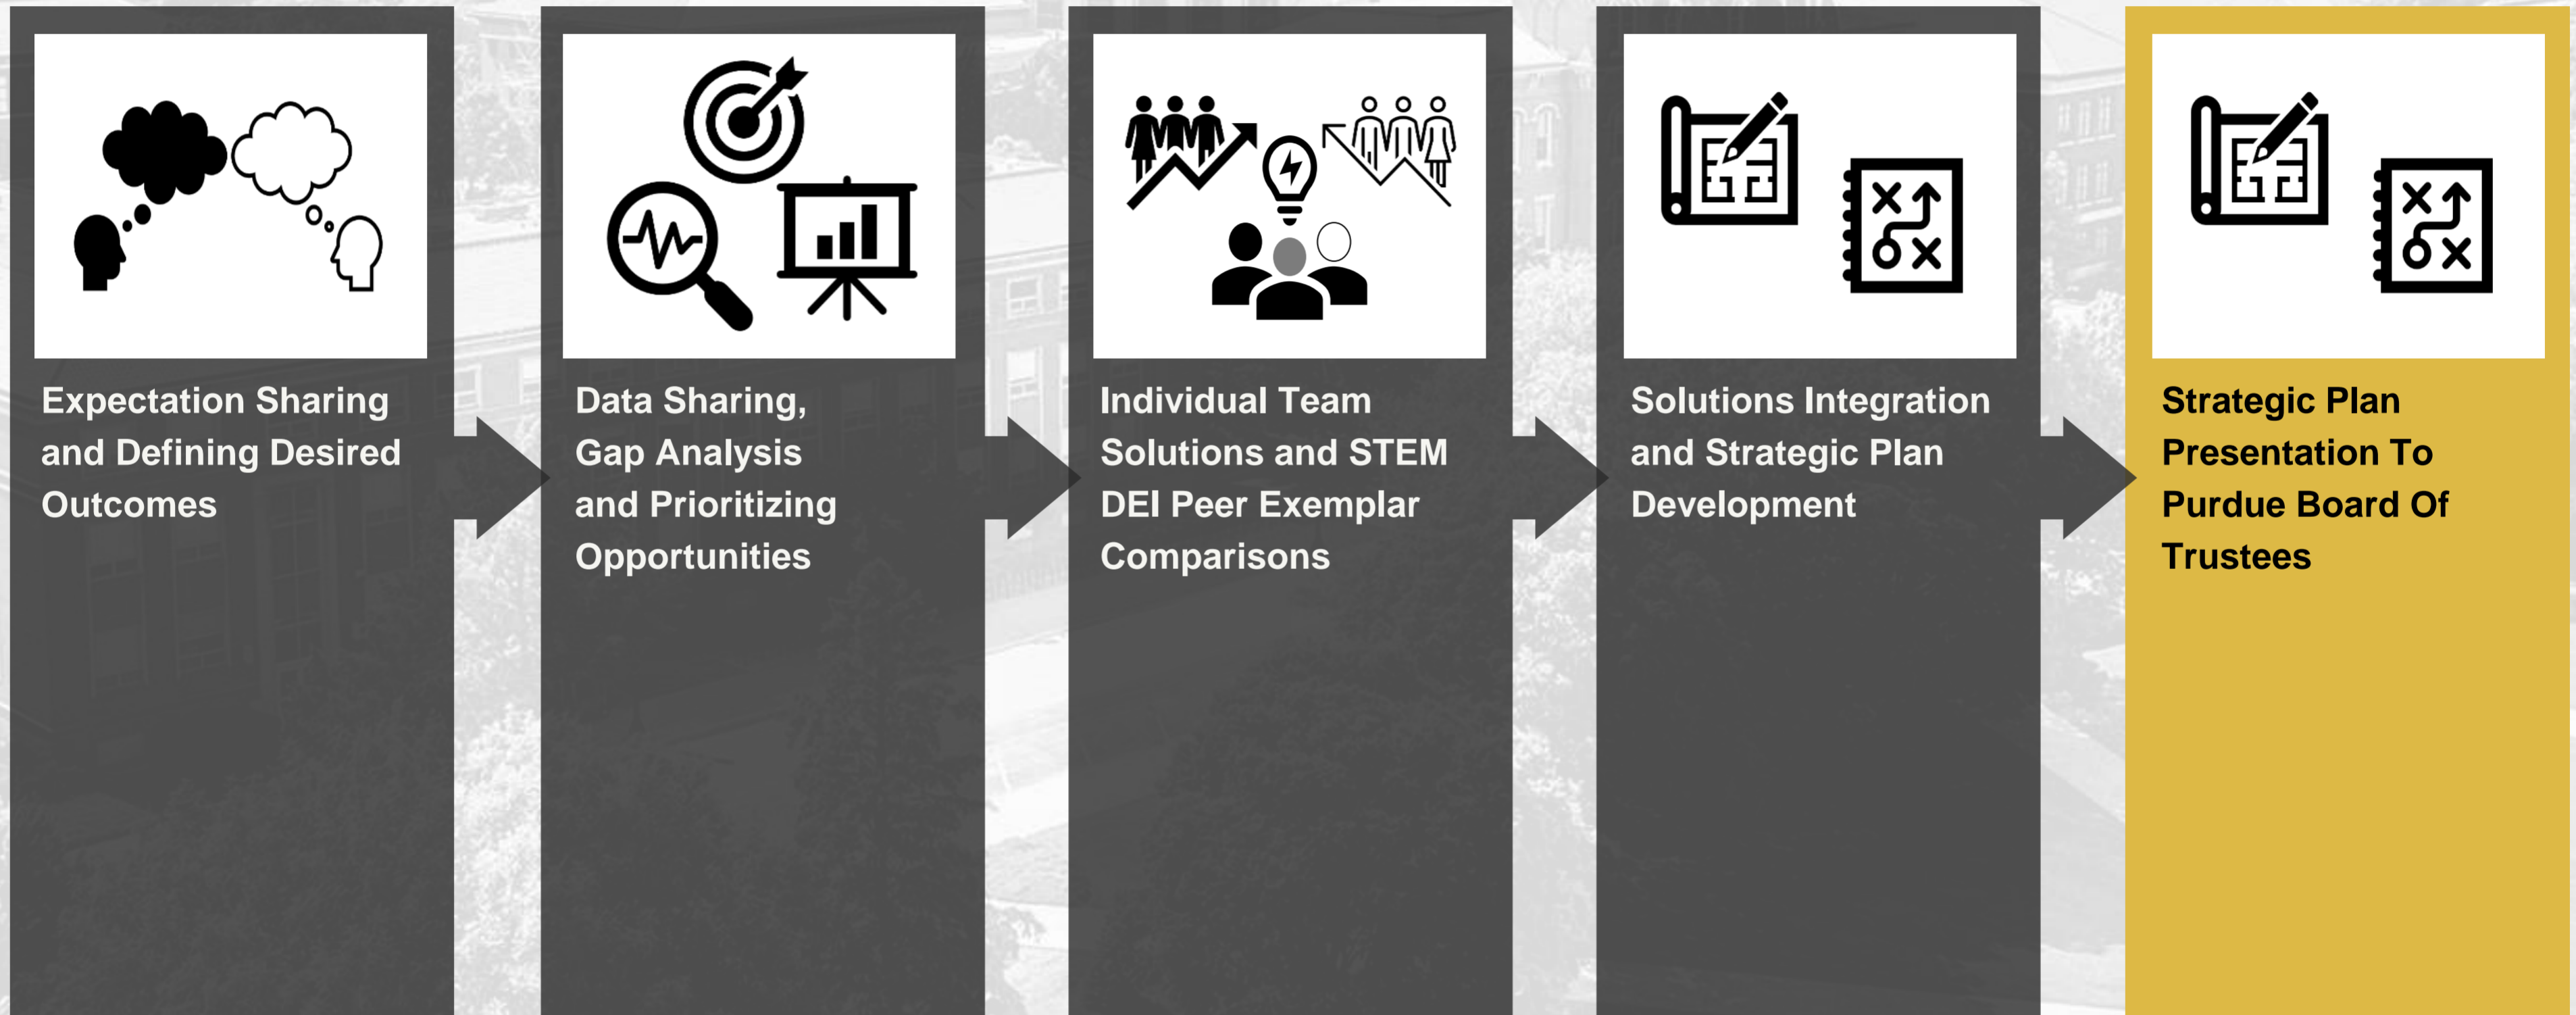 Expectation Sharing
and Defining Desired
Outcomes
Data Sharing,
Gap Analysis
and Prioritizing
Opportunities
Individual Team
Solutions and STEM
DEI Peer Exemplar
Comparisons
Solutions Integration
and Strategic Plan
Development
Strategic Plan
Presentation To
Purdue Board Of
Trustees